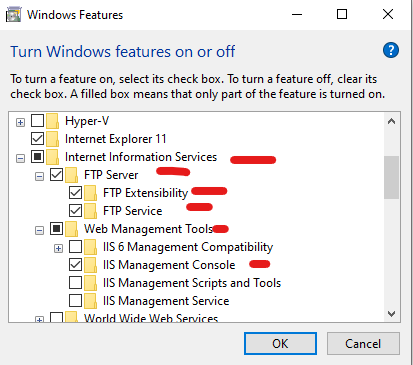 Windows Features
Turn Windows features on or off
?
To turn a feature on, select its check box. To turn a feature off, clear its
check box. A filled box means that only part of the feature is turned on.
Hyper-V
Internet Explorer 11
Internet Information Services
FTP Server
FTP Extensibility
FTP Service
Web Management Tools
IIS 6 Management Compatibility
IIS Management Console
IIS Management Scripts and Tools
IIS Management Service
World Wide Web Services
OK Cancel